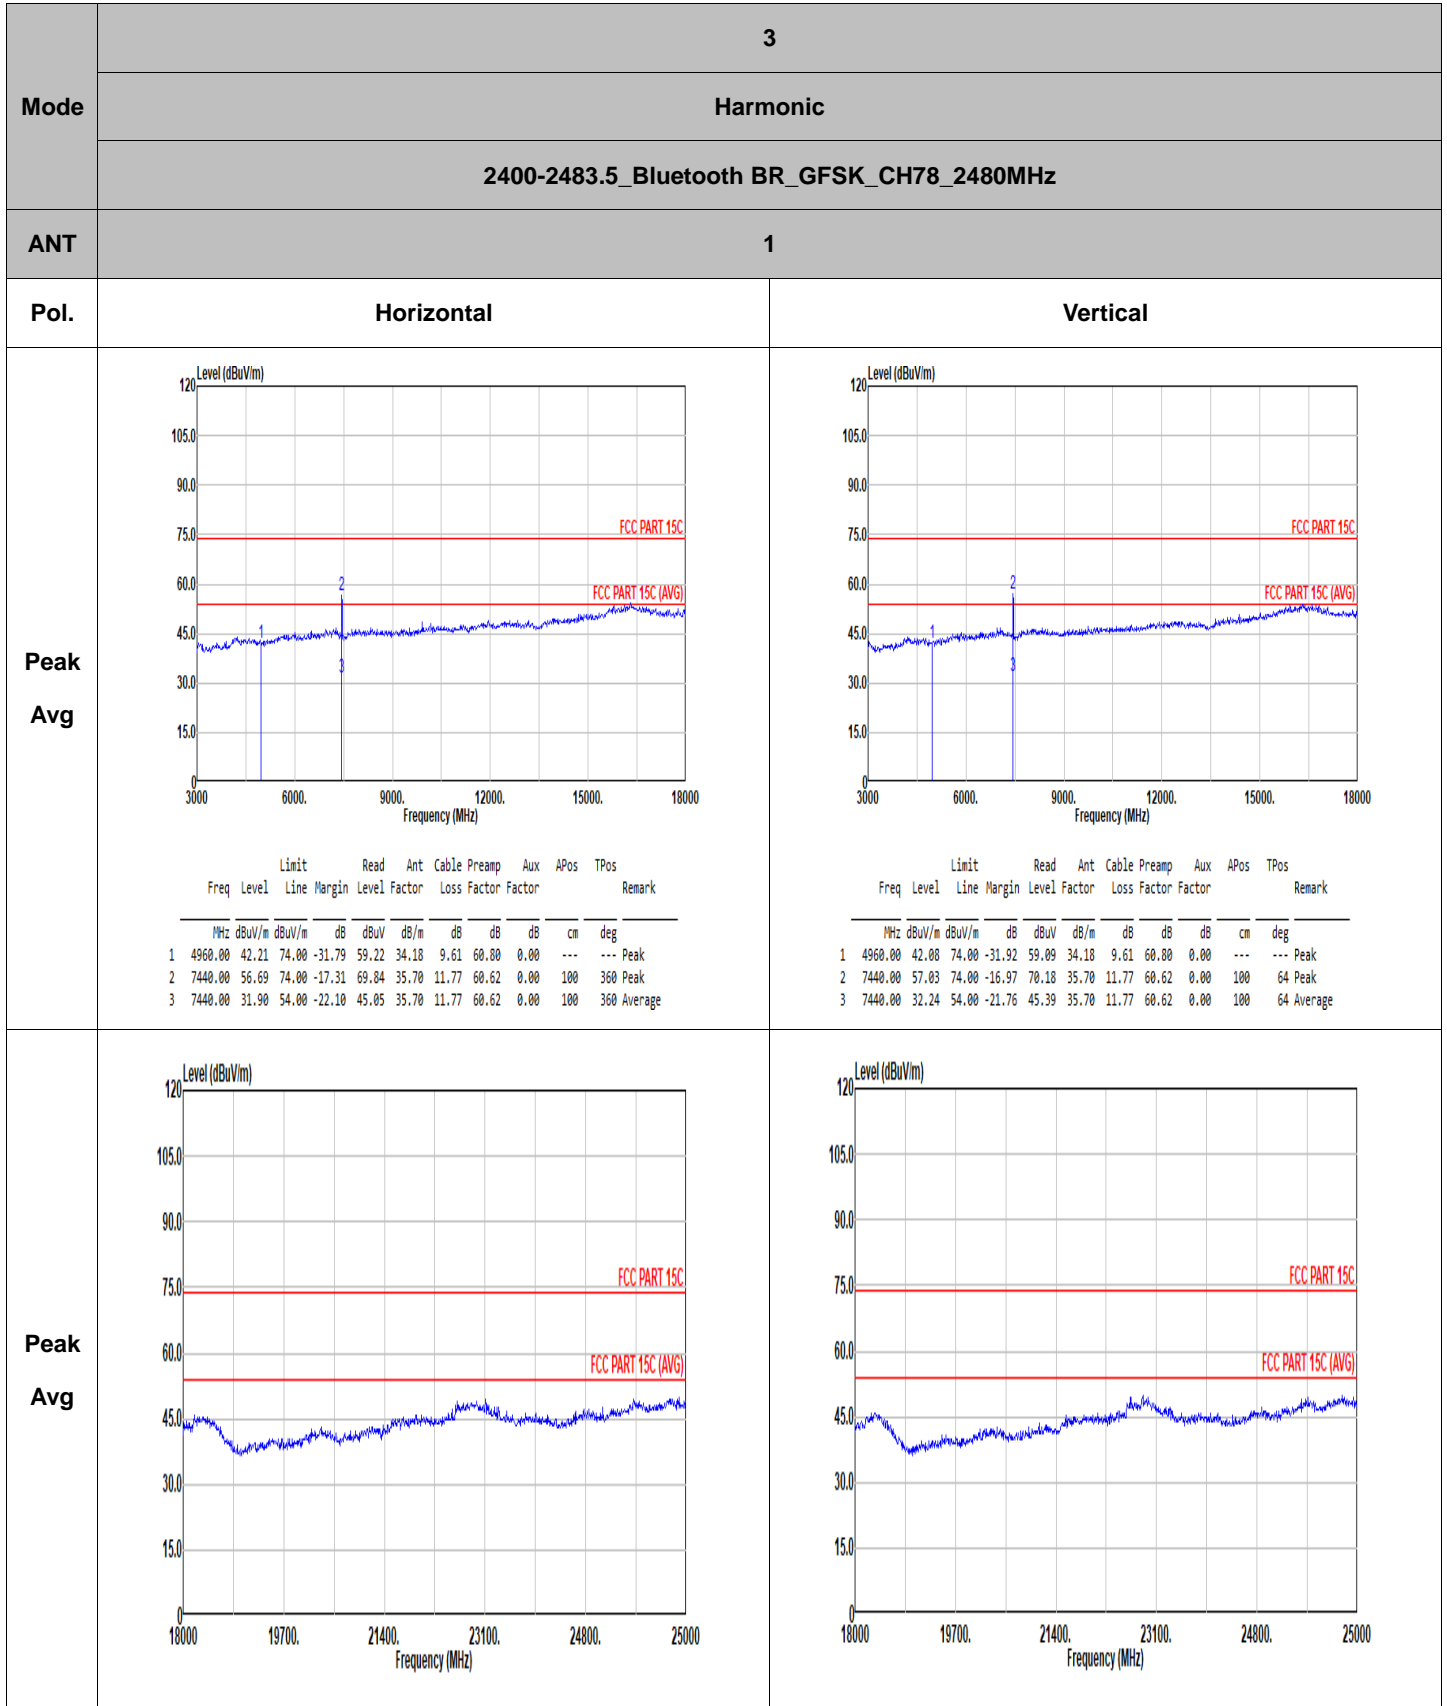 Mode
3
Harmonic
2400-2483.5_Bluetooth BR_GFSK_CH78_2480MHz
ANT
1
Pol.
Horizontal
Vertical
Peak
Avg
Level (dBuV/m)
120
105.0
90.0
75.0
60.0
45.0
30.0
15.0
0
FCC PART 15C
FCC PART 15C (AVG)
1
2
3
3000 6000. 9000. 12000. 15000. 18000
Frequency (MHz)
Limit Read Ant Cable Preamp Aux APos TPos
Freq Level Line Margin Level Factor Loss Factor Factor Remark
MHz dBuV/m dBuV/m dB dBuV dB/m dB dB dB cm deg
1 4960.00 42.21 74.00 -31.79 59.22 34.18 9.61 60.80 0.00 --- --- Peak
2 7440.00 56.69 74.00 -17.31 69.84 35.70 11.77 60.62 0.00 100 360 Peak
3 7440.00 31.90 54.00 -22.10 45.05 35.70 11.77 60.62 0.00 100 360 Average
Level (dBuV/m)
120
105.0
90.0
75.0
60.0
45.0
30.0
15.0
0
FCC PART 15C
FCC PART 15C (AVG)
1
2
3
3000 6000. 9000. 12000. 15000. 18000
Frequency (MHz)
Limit Read Ant Cable Preamp Aux APos TPos
Freq Level Line Margin Level Factor Loss Factor Factor Remark
MHz dBuV/m dBuV/m dB dBuV dB/m dB dB dB cm deg
1 4960.00 42.08 74.00 -31.92 59.09 34.18 9.61 60.80 0.00 --- --- Peak
2 7440.00 57.03 74.00 -16.97 70.18 35.70 11.77 60.62 0.00 100 64 Peak
3 7440.00 32.24 54.00 -21.76 45.39 35.70 11.77 60.62 0.00 100 64 Average
Peak
Avg
Level (dBuV/m)
120
105.0
90.0
75.0
60.0
45.0
30.0
15.0
0
FCC PART 15C
FCC PART 15C (AVG)
18000 19700. 21400. 23100. 24800. 25000
Frequency (MHz)
Level (dBuV/m)
120
105.0
90.0
75.0
60.0
45.0
30.0
15.0
0
FCC PART 15C
FCC PART 15C (AVG)
18000 19700. 21400. 23100. 24800. 25000
Frequency (MHz)